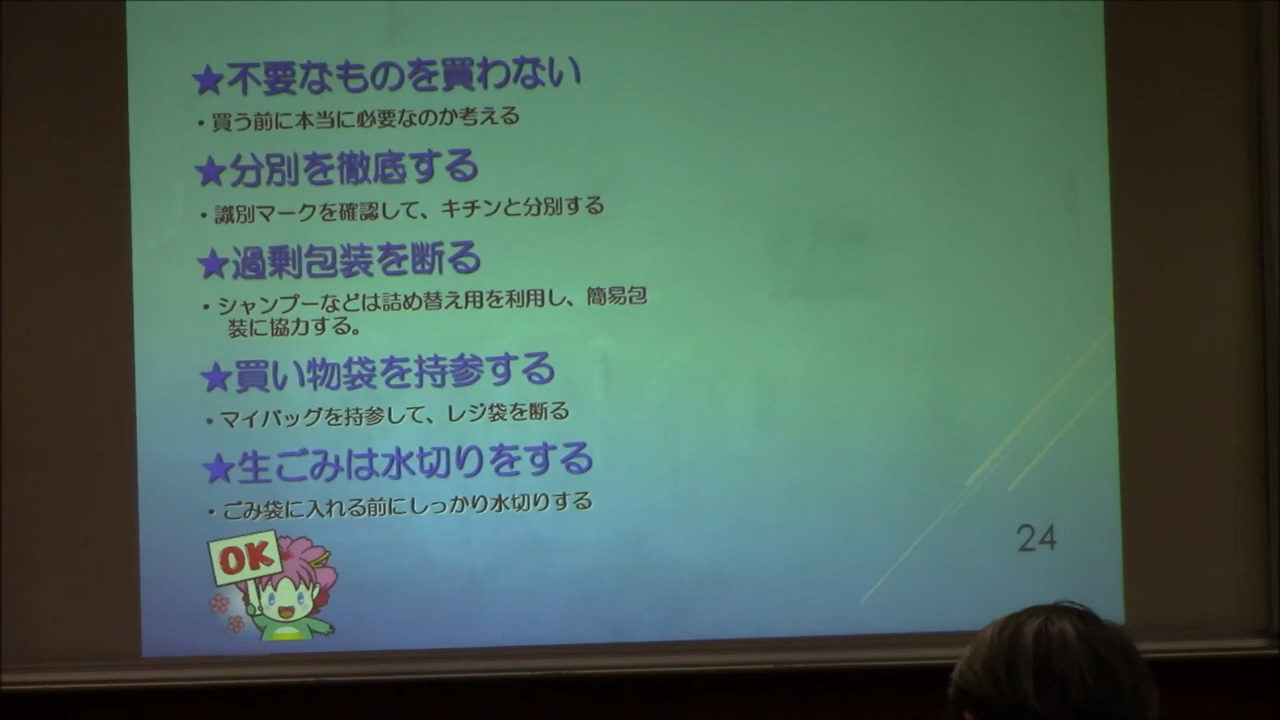 ★不要なものを買わない
・買う前に本当に必要なのか考える
★分別を徹底する
・識別マークを確認して、キチンと分別する
★過剰包装を断る
・シャンプーなどは詰め替え用を利用し、簡易包
装に協力する。
★買い物袋を持参する
・マイバッグを持参して、レジ袋を断る
★生ごみは水切りをする
・ごみ袋に入れる前にしっかり水切りする
OK
24